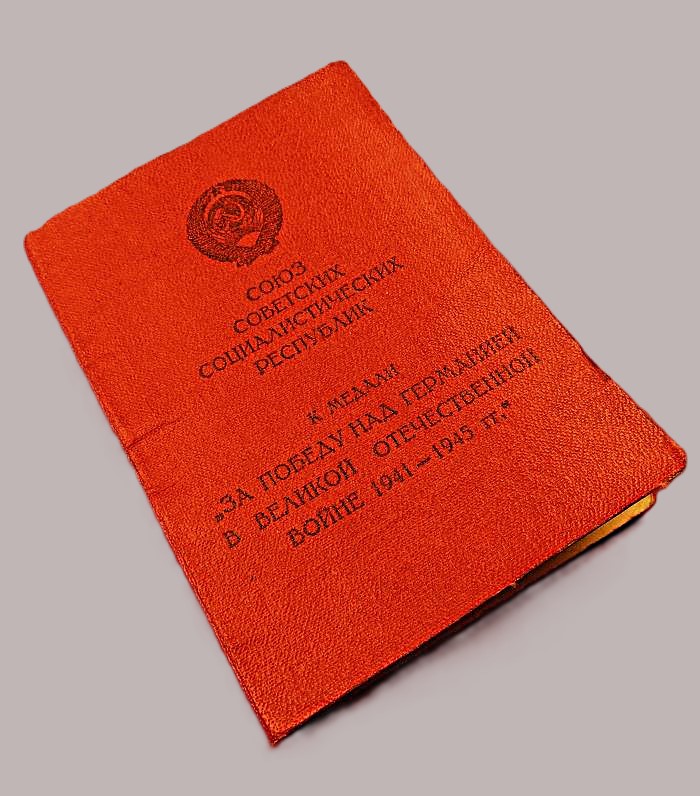 СОЮЗ
СОВЕТСКИХ
СОЦИАЛИСТИЧЕСКИХ
РЕСПУБЛИК
К МЕДАЛИ
„ЗА ПОБЕДУ НАД ГЕРМАНИЕЙ
В ВЕЛИКОЙ ОТЕЧЕСТВЕННОЙ
ВОЙНЕ 1941—1945 гг.“